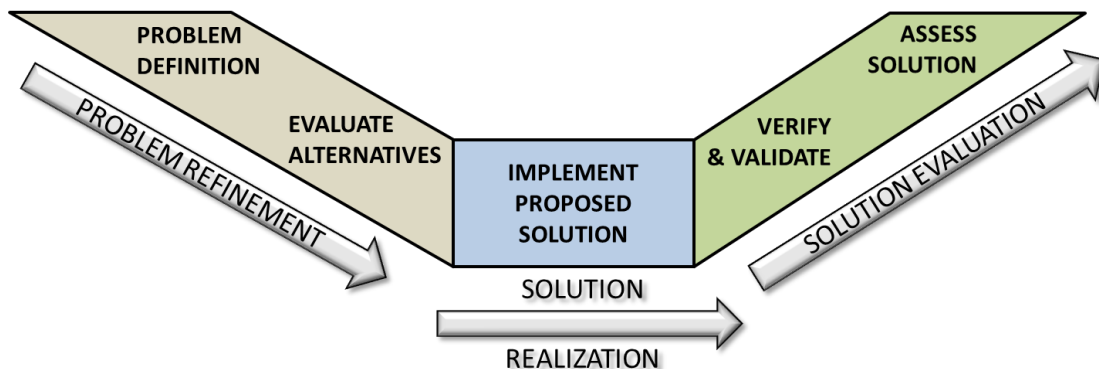 PROBLEM
DEFINITION
EVALUATE
ALTERNATIVES
PROBLEM REFINEMENT
IMPLEMENT
PROPOSED
SOLUTION
SOLUTION
REALIZATION
VERIFY
& VALIDATE
ASSESS
SOLUTION
SOLUTION EVALUATION